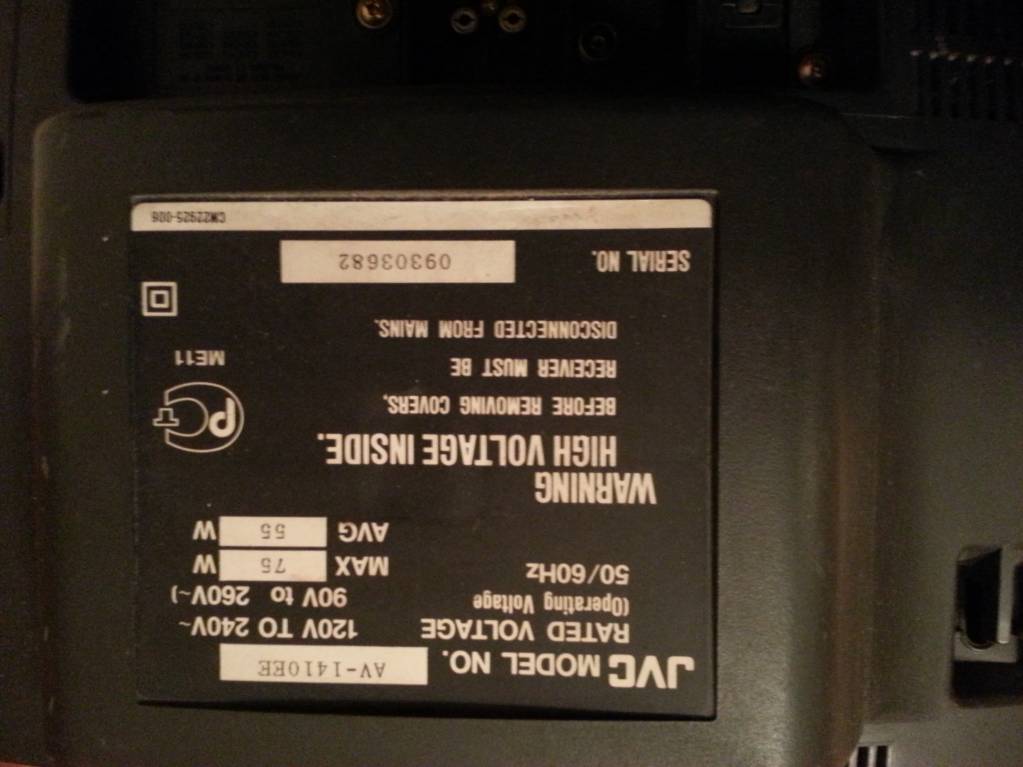 JVC MODEL NO. AV-1410EE
RATED VOLTAGE 120V TO 240V~
(Operating Voltage 90V to 260V~)
50/60Hz
MAX 75 W
AVG 55 W
WARNING
HIGH VOLTAGE INSIDE.
BEFORE REMOVING COVERS,
RECEIVER MUST BE
DISCONNECTED FROM MAINS.
PCT
ME11
SERIAL NO. 09303682
CM22925-006